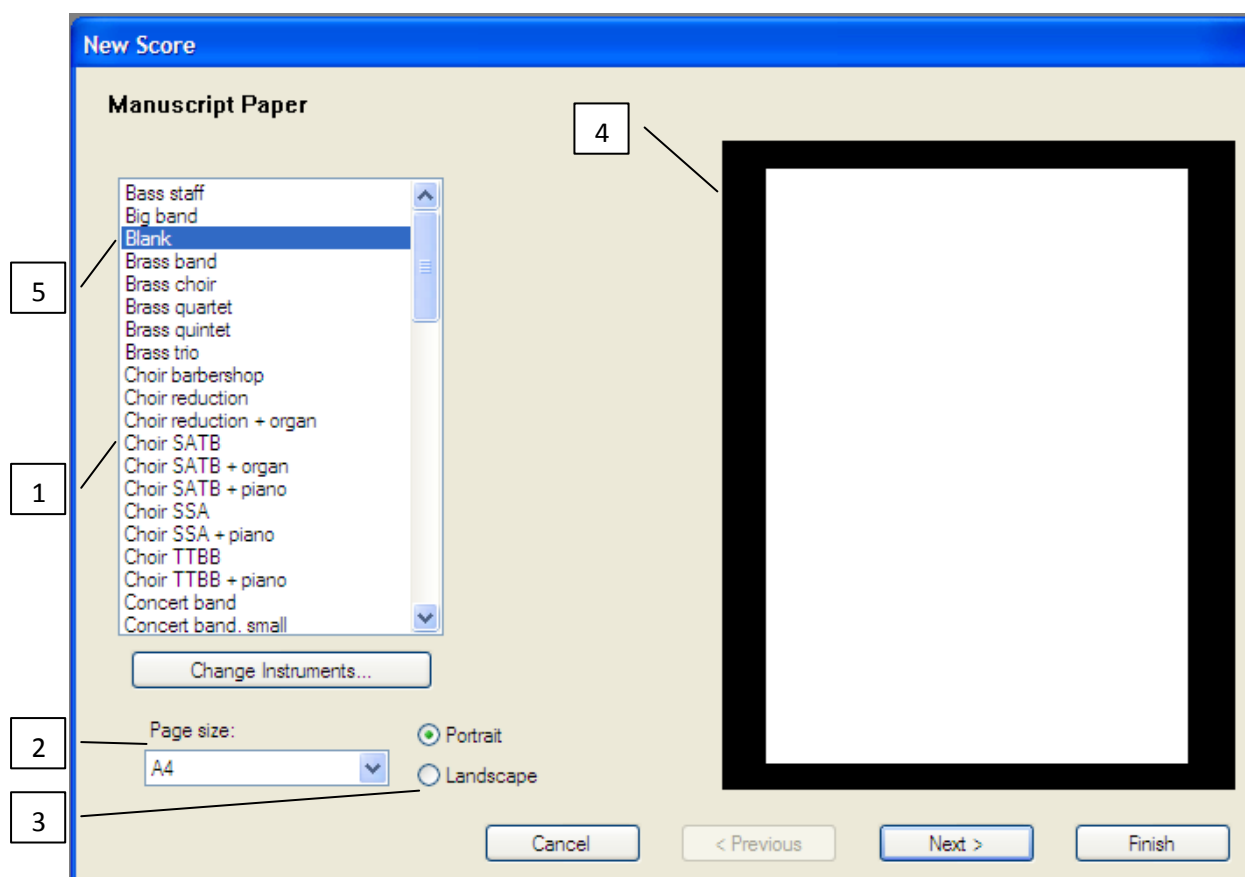 New Score
Manuscript Paper
4
Bass staff
Big band
Blank
Brass band
5
Brass choir
Brass quartet
Brass quintet
Brass trio
Choir barbershop
Choir reduction
Choir reduction + organ
Choir SATB
Choir SATB + organ
1
Choir SATB + piano
Choir SSA
Choir SSA + piano
Choir TTBB
Choir TTBB + piano
Concert band
Concert band, small
Change Instruments...
Page size:
Portrait
2
A4
Landscape
3
Cancel
< Previous
Next >
Finish